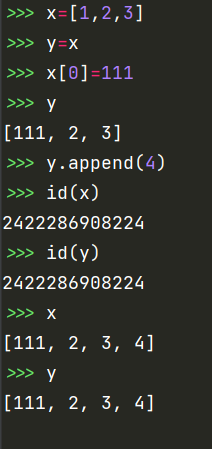 >>> x=[1,2,3]
>>> y=x
>>> x[0]=111
>>> y
[111, 2, 3]
>>> y.append(4)
>>> id(x)
2422286908224
>>> id(y)
2422286908224
>>> x
[111, 2, 3, 4]
>>> y
[111, 2, 3, 4]